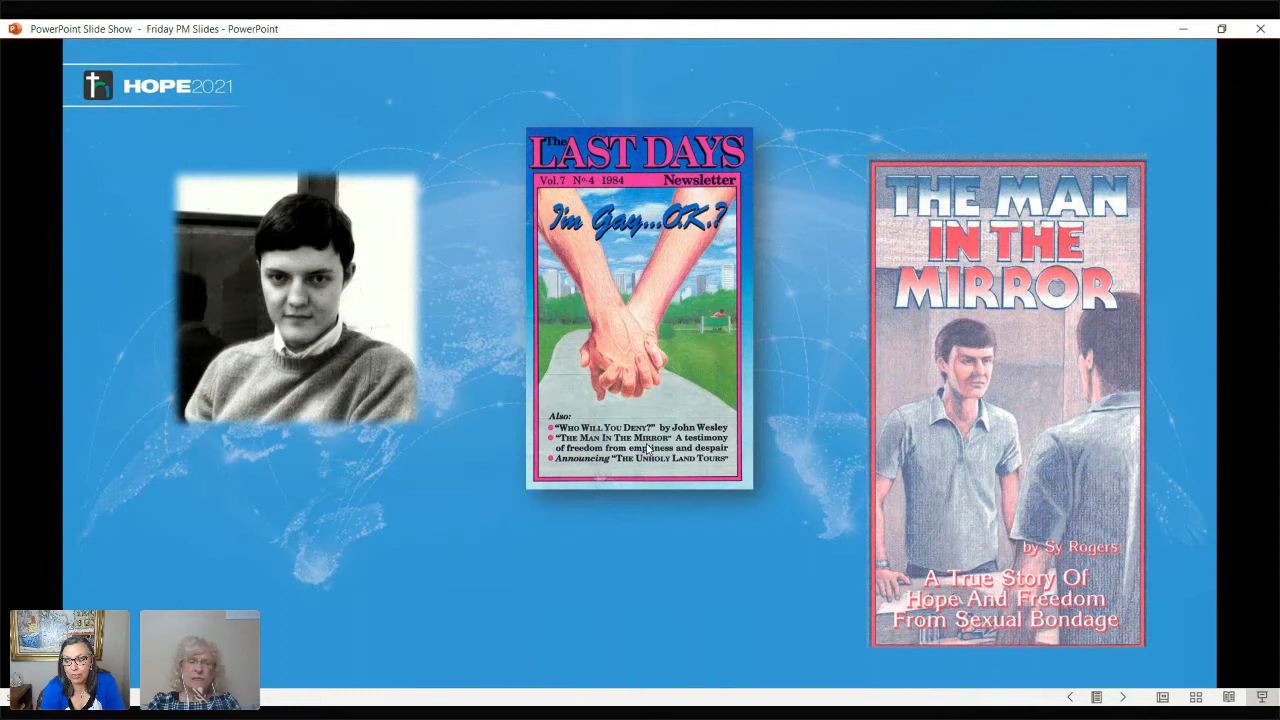 PowerPoint Slide Show - Friday PM Slides - PowerPoint
HOPE2021
The
LAST DAYS
Vol.7 No 4 1984 Newsletter
I'm Gay...O.K.?
Also:
"WHO WILL YOU DENY?" by John Wesley
"THE MAN IN THE MIRROR" A testimony
of freedom from emptiness and despair
Announcing "THE UNHOLY LAND TOURS"
THE MAN
IN THE
MIRROR
by Sy Rogers
A True Story Of
Hope And Freedom
From Sexual Bondage